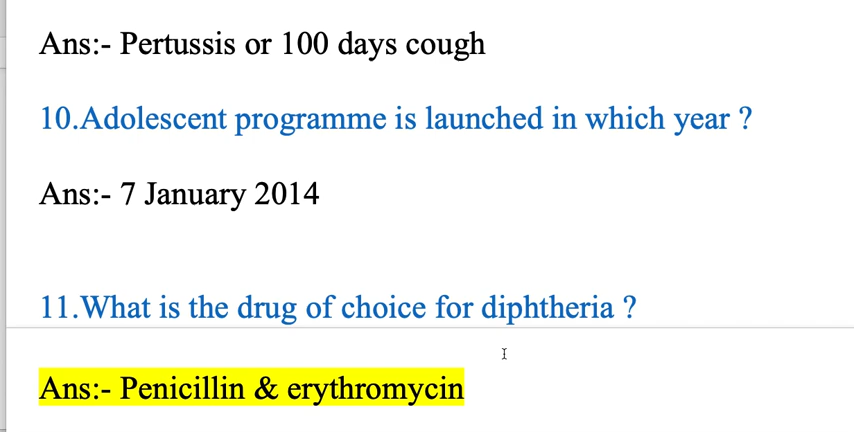 Ans:- Pertussis or 100 days cough
10.Adolescent programme is launched in which year ?
Ans:- 7 January 2014
11.What is the drug of choice for diphtheria ?
Ans:- Penicillin & erythromycin